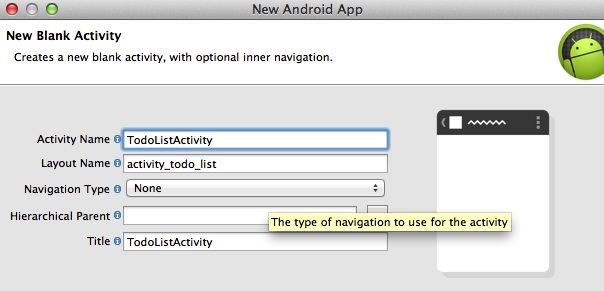 New Android App
New Blank Activity
Creates a new blank activity, with optional inner navigation.
Activity Name TodoListActivity
Layout Name activity_todo_list
Navigation Type None
Hierarchical Parent
The type of navigation to use for the activity
Title TodoListActivity